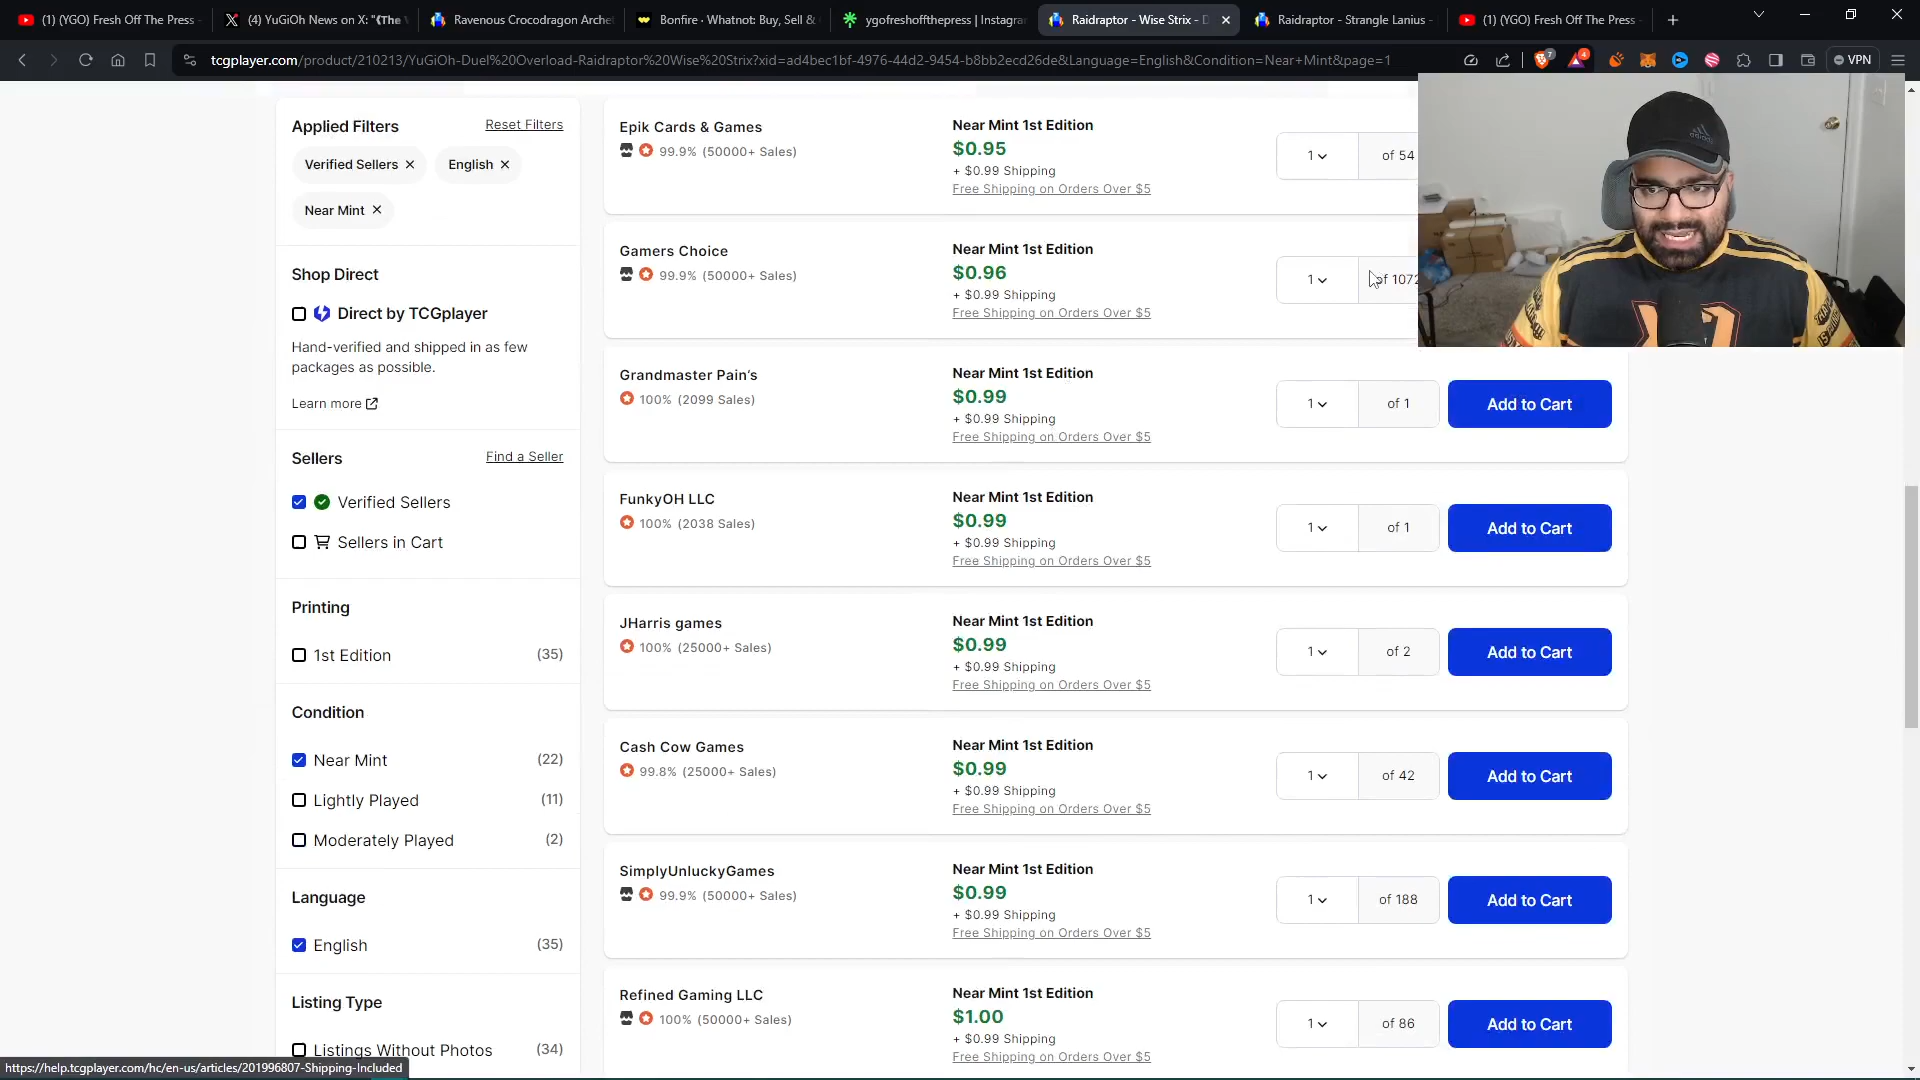 (1) (YGO) Fresh Off The Press
(4) YuGiOh News on X: "《The
Ravenous Crocodragon Arche
Bonfire · Whatnot: Buy, Sell &
ygofreshoffthepress | Instagra
Raidraptor - Wise Strix - D
Raidraptor - Strangle Lanius -
(1) (YGO) Fresh Off The Press
tcgplayer.com/product/210213/YuGiOh-Duel%20Overload-Raidraptor%20Wise%20Strix?xid=ad4bec1bf-4976-44d2-9454-b8bb2ecd26de&Language=English&Condition=Near+Mint&page=1
7
4
VPN
Applied Filters
Reset Filters
Verified Sellers
English
Near Mint
Shop Direct
Direct by TCGplayer
Hand-verified and shipped in as few
packages as possible.
Learn more
Sellers
Find a Seller
Verified Sellers
Sellers in Cart
Printing
1st Edition (35)
Condition
Near Mint (22)
Lightly Played (11)
Moderately Played (2)
Language
English (35)
Listing Type
Listings Without Photos (34)
Epik Cards & Games
99.9% (50000+ Sales)
Near Mint 1st Edition
$0.95
+ $0.99 Shipping
Free Shipping on Orders Over $5
1
of 54
Gamers Choice
99.9% (50000+ Sales)
Near Mint 1st Edition
$0.96
+ $0.99 Shipping
Free Shipping on Orders Over $5
1
of 1072
Grandmaster Pain's
100% (2099 Sales)
Near Mint 1st Edition
$0.99
+ $0.99 Shipping
Free Shipping on Orders Over $5
1
of 1
Add to Cart
FunkyOH LLC
100% (2038 Sales)
Near Mint 1st Edition
$0.99
+ $0.99 Shipping
Free Shipping on Orders Over $5
1
of 1
Add to Cart
JHarris games
100% (25000+ Sales)
Near Mint 1st Edition
$0.99
+ $0.99 Shipping
Free Shipping on Orders Over $5
1
of 2
Add to Cart
Cash Cow Games
99.8% (25000+ Sales)
Near Mint 1st Edition
$0.99
+ $0.99 Shipping
Free Shipping on Orders Over $5
1
of 42
Add to Cart
SimplyUnluckyGames
99.9% (50000+ Sales)
Near Mint 1st Edition
$0.99
+ $0.99 Shipping
Free Shipping on Orders Over $5
1
of 188
Add to Cart
Refined Gaming LLC
100% (50000+ Sales)
Near Mint 1st Edition
$1.00
+ $0.99 Shipping
Free Shipping on Orders Over $5
1
of 86
Add to Cart
https://help.tcgplayer.com/hc/en-us/articles/201996807-Shipping-Included